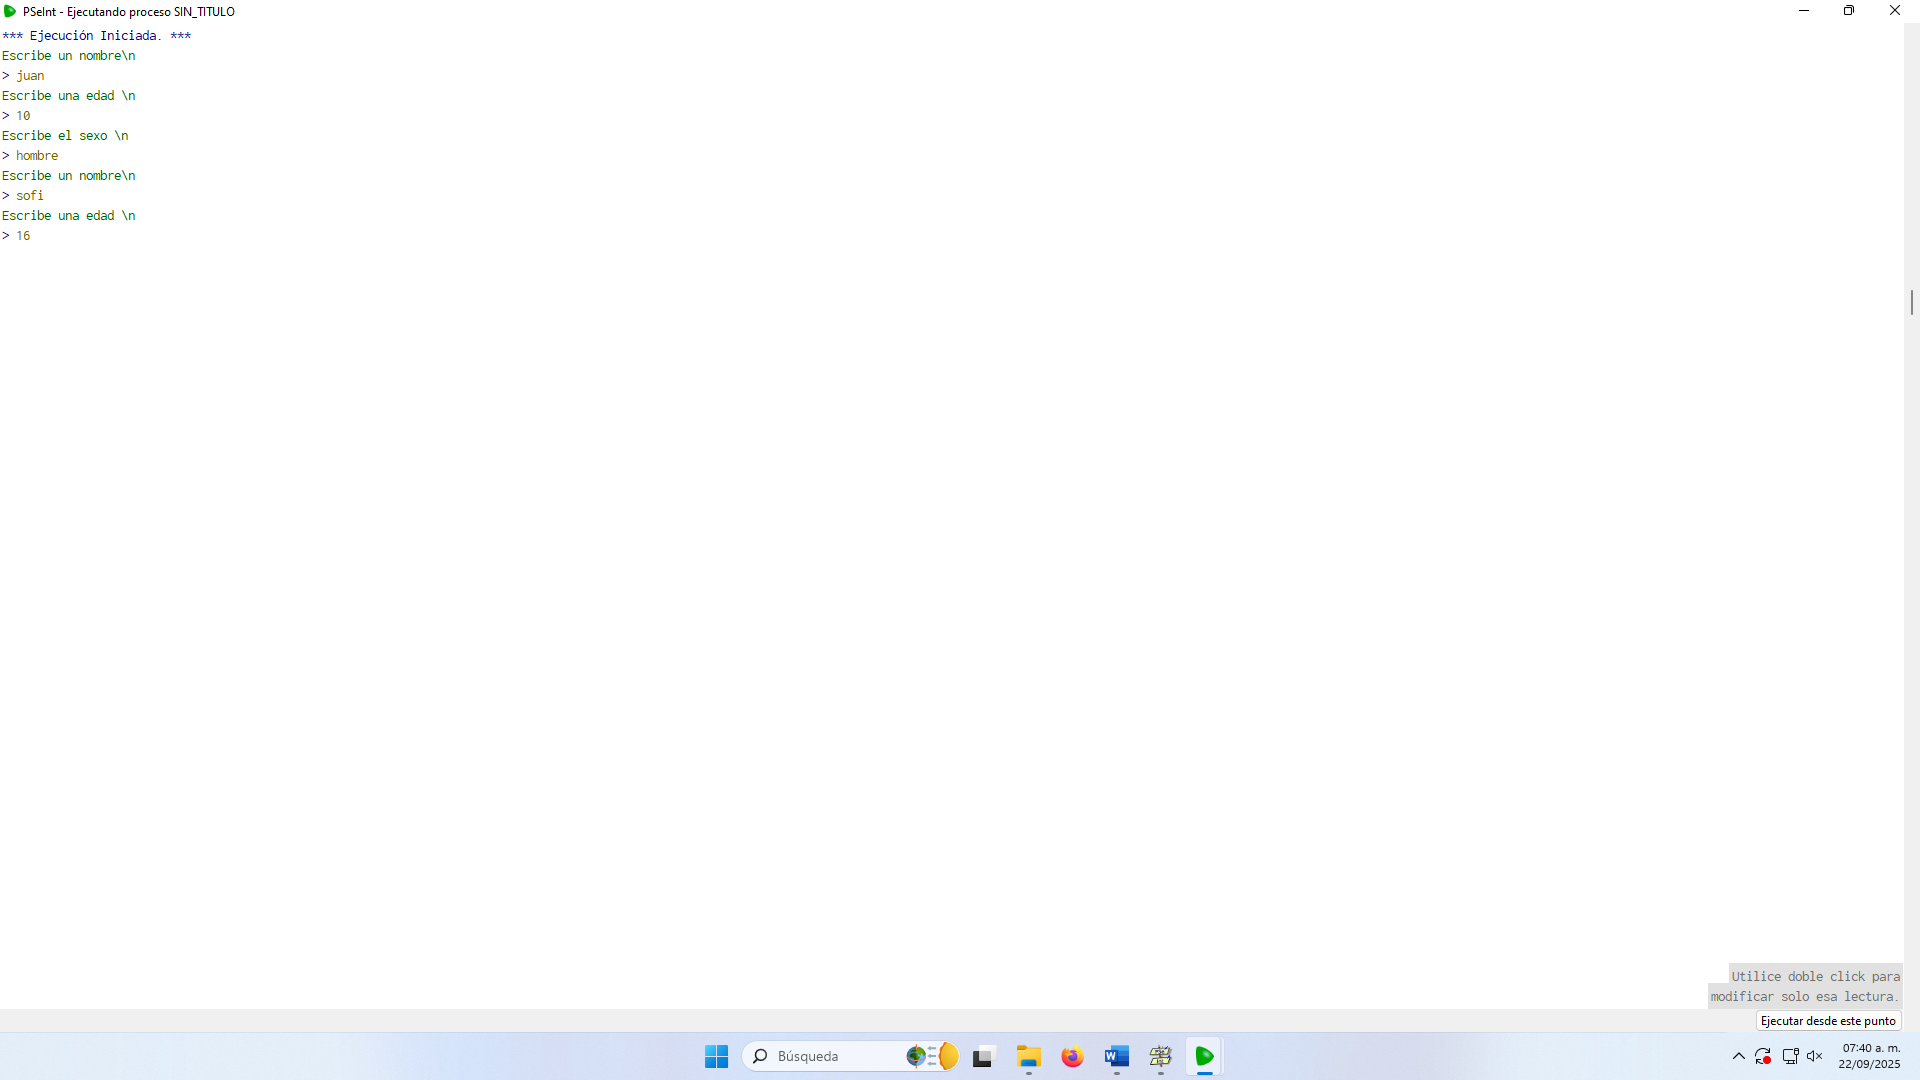 PSeInt - Ejecutando proceso SIN_TITULO
*** Ejecución Iniciada. ***
Escribe un nombre\n
> juan
Escribe una edad \n
> 10
Escribe el sexo \n
> hombre
Escribe un nombre\n
> sofi
Escribe una edad \n
> 16
Utilice doble click para
modificar solo esa lectura.
Ejecutar desde este punto
Búsqueda
W
07:40 a. m.
22/09/2025